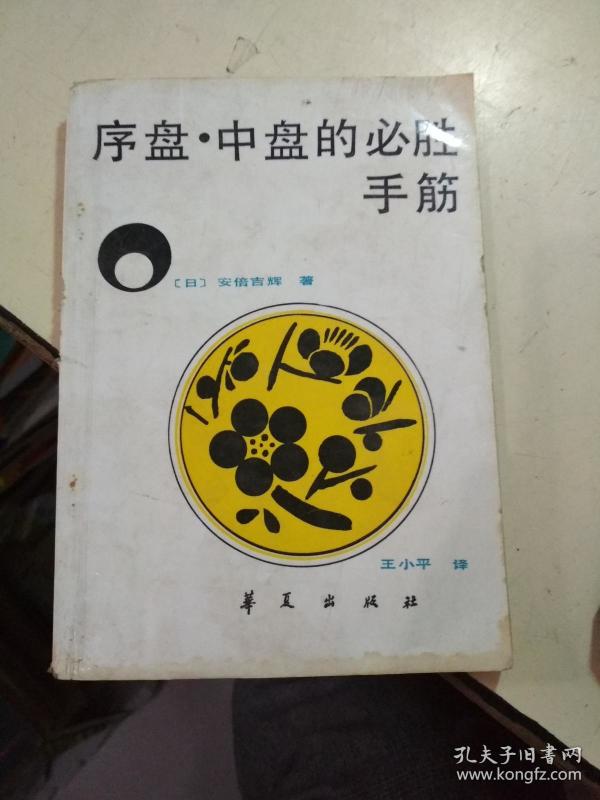 序盘·中盘的必胜
手筋
〔日〕安倍吉辉 著
王小平 译
華夏出版社
孔夫子旧书网
www.kongfz.com